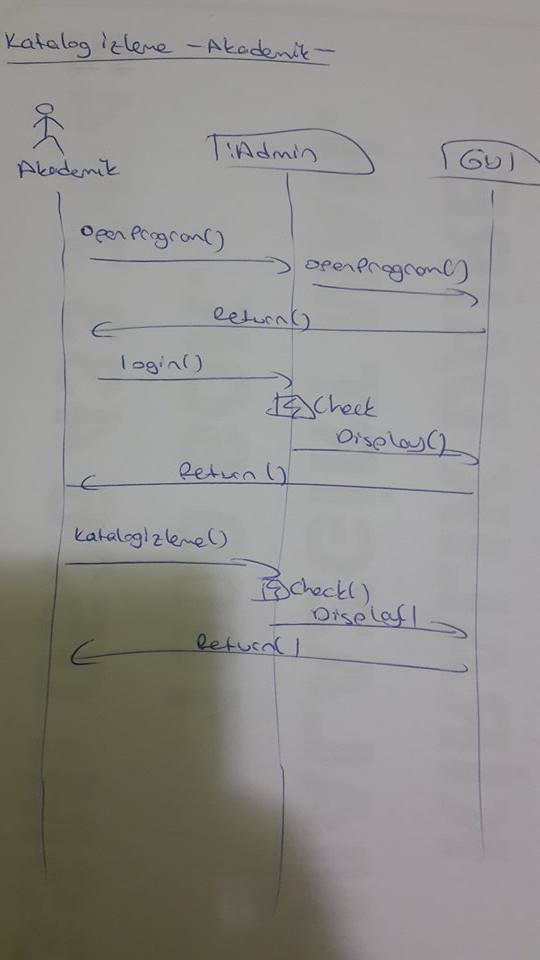 Katalog izleme -Akademik-
Akademik
T:Admin
GUI
openProgram()
openProgram()
Return()
login()
Check
Display()
Return()
KatalogIzleme()
Check()
Display()
Return()